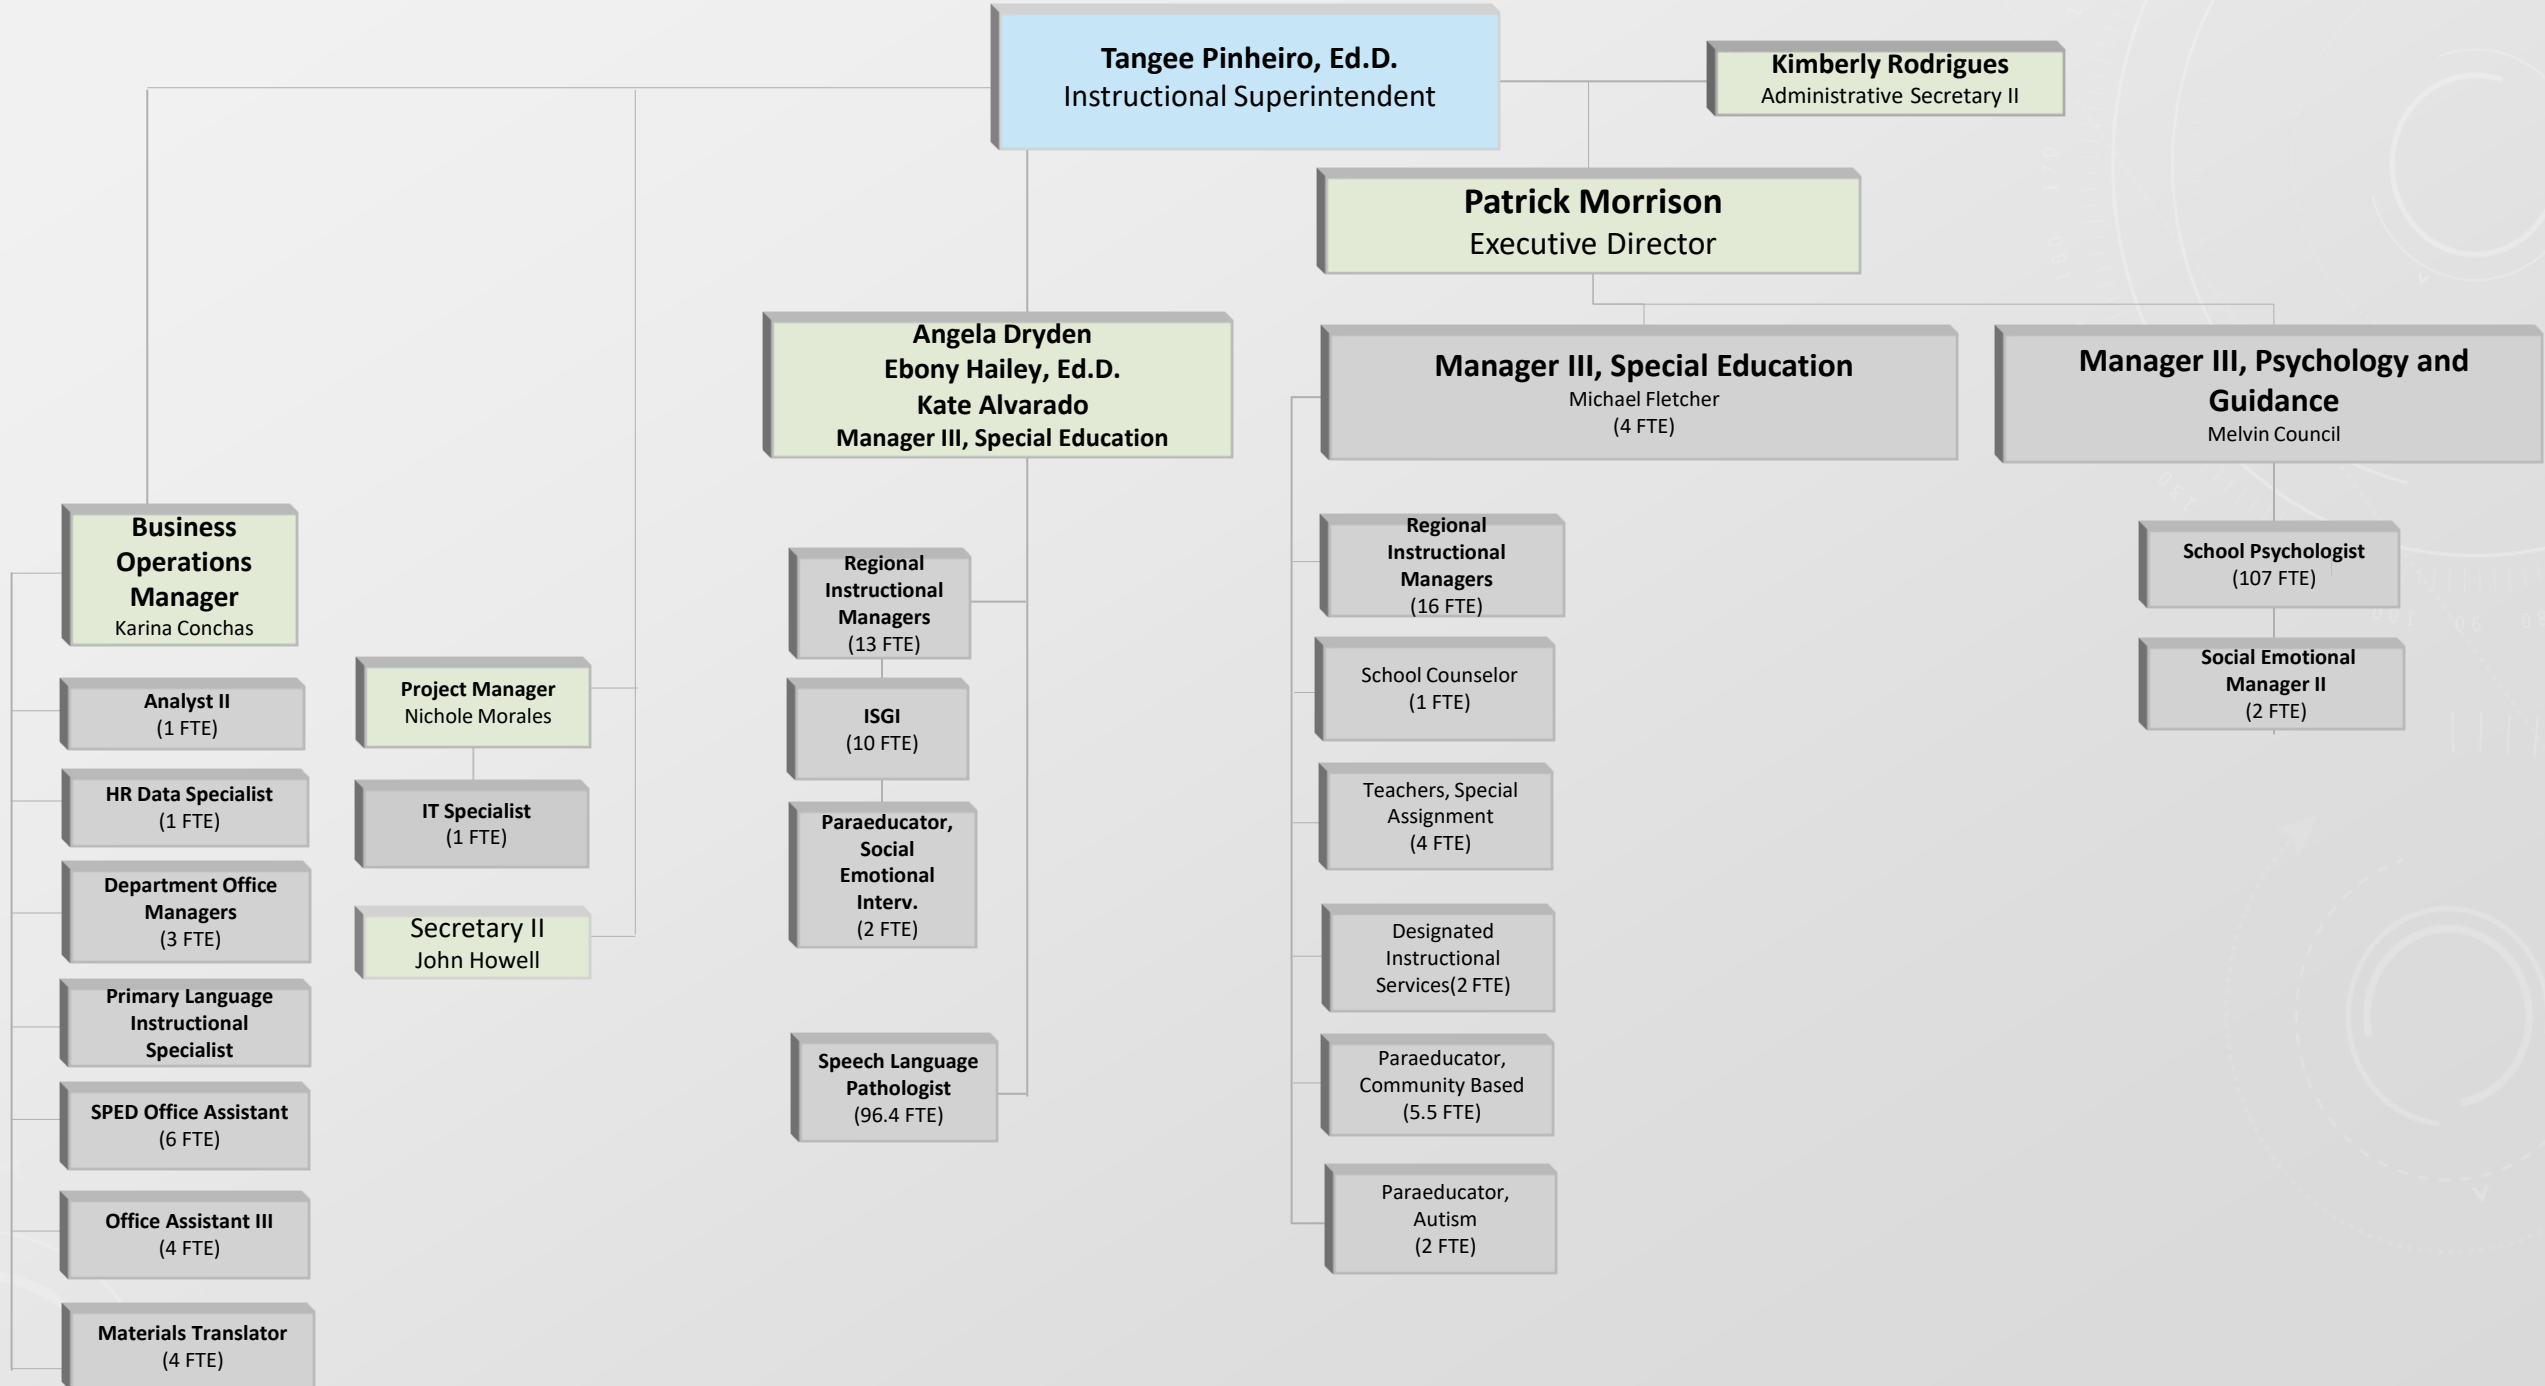 Tangee Pinheiro, Ed.D.
Instructional Superintendent
Kimberly Rodrigues
Administrative Secretary II
Patrick Morrison
Executive Director
Angela Dryden
Ebony Hailey, Ed.D.
Kate Alvarado
Manager III, Special Education
Manager III, Special Education
Michael Fletcher
(4 FTE)
Manager III, Psychology and
Guidance
Melvin Council
Business
Operations
Manager
Karina Conchas
Analyst II
(1 FTE)
HR Data Specialist
(1 FTE)
Department Office
Managers
(3 FTE)
Primary Language
Instructional
Specialist
SPED Office Assistant
(6 FTE)
Office Assistant III
(4 FTE)
Materials Translator
(4 FTE)
Project Manager
Nichole Morales
IT Specialist
(1 FTE)
Secretary II
John Howell
Regional
Instructional
Managers
(13 FTE)
ISGI
(10 FTE)
Paraeducator,
Social
Emotional
Interv.
(2 FTE)
Speech Language
Pathologist
(96.4 FTE)
Regional
Instructional
Managers
(16 FTE)
School Counselor
(1 FTE)
Teachers, Special
Assignment
(4 FTE)
Designated
Instructional
Services(2 FTE)
Paraeducator,
Community Based
(5.5 FTE)
Paraeducator,
Autism
(2 FTE)
School Psychologist
(107 FTE)
Social Emotional
Manager II
(2 FTE)